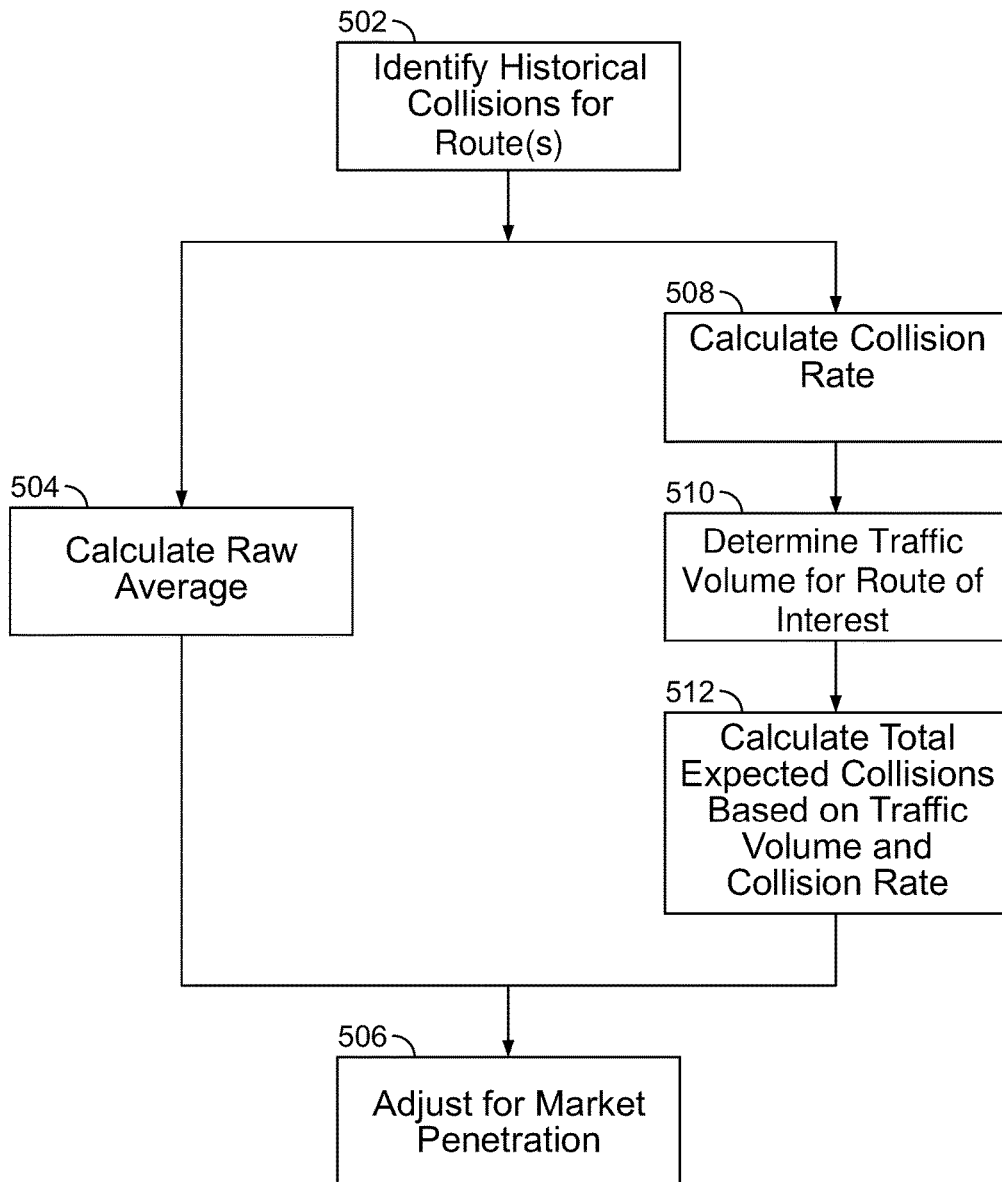 502
Identify Historical
Collisions for
Route(s)
508
Calculate Collision
Rate
504
Calculate Raw
Average
510
Determine Traffic
Volume for Route of
Interest
512
Calculate Total
Expected Collisions
Based on Traffic
Volume and
Collision Rate
506
Adjust for Market
Penetration